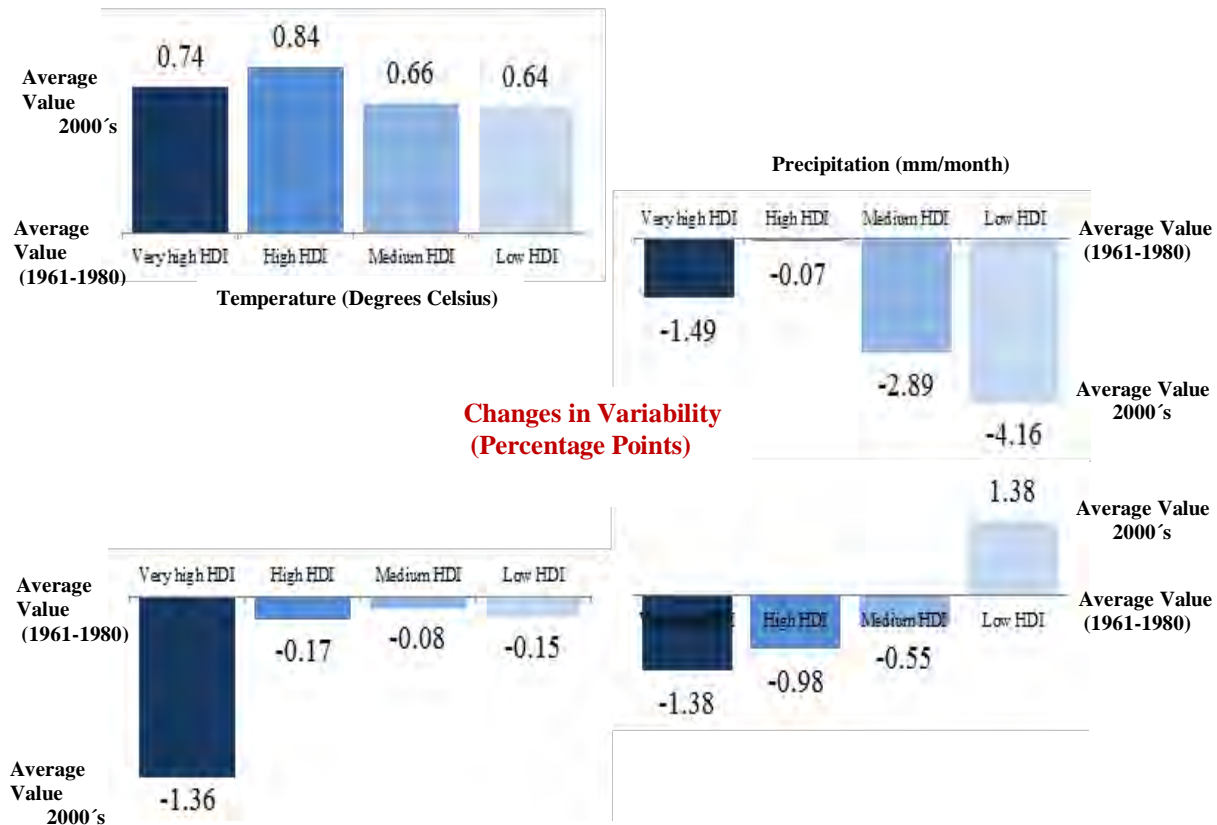 0.74 0.84 0.66 0.64
Average
Value
2000´s
Average
Value
(1961-1980)
Very high HDI High HDI Medium HDI Low HDI
Temperature (Degrees Celsius)
Precipitation (mm/month)
Very high HDI High HDI Medium HDI Low HDI
Average Value
(1961-1980)
-1.49 -0.07 -2.89 -4.16
Average Value
2000´s
Changes in Variability
(Percentage Points)
Average
Value
(1961-1980)
Very high HDI High HDI Medium HDI Low HDI
-1.36 -0.17 -0.08 -0.15
Average
Value
2000´s
1.38
Average Value
2000´s
High HDI Medium HDI Low HDI
Average Value
(1961-1980)
-1.38 -0.98 -0.55